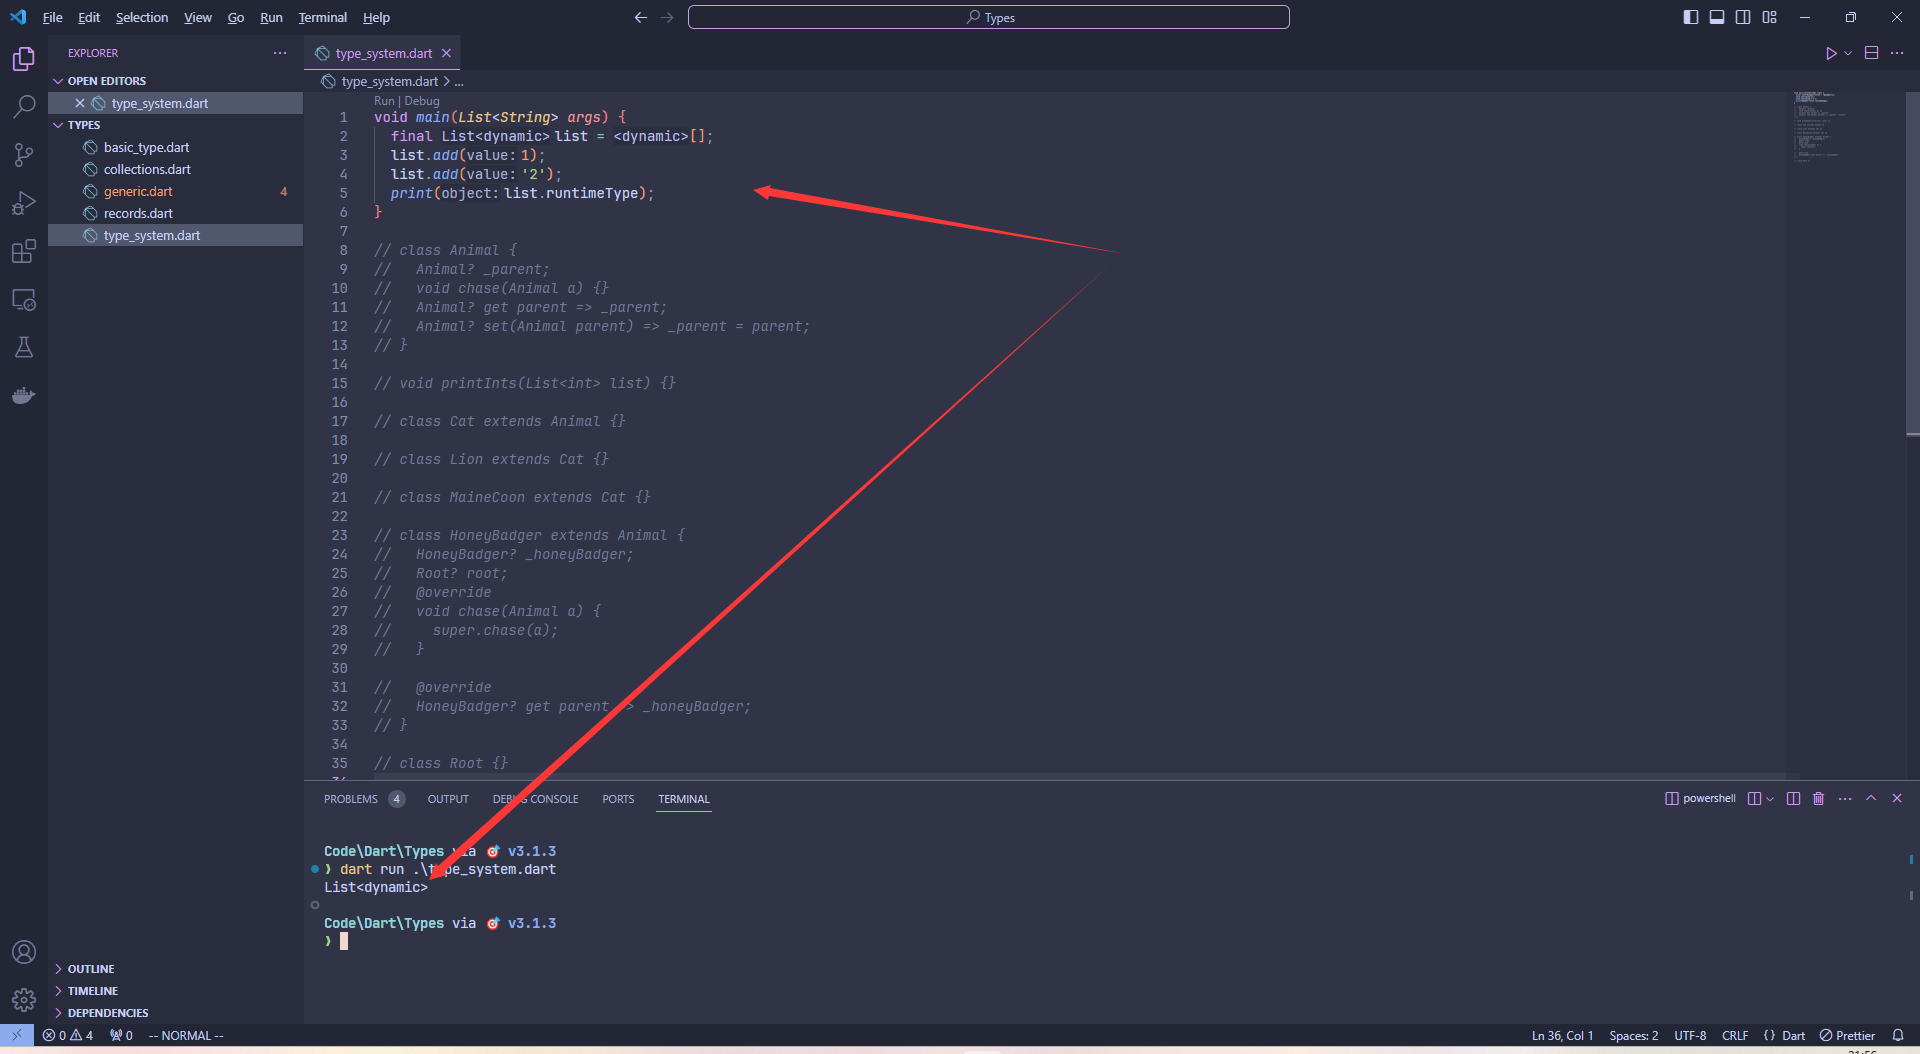 File Edit Selection View Go Run Terminal Help
Types
EXPLORER
OPEN EDITORS
type_system.dart
TYPES
basic_type.dart
collections.dart
generic.dart 4
records.dart
type_system.dart
OUTLINE
TIMELINE
DEPENDENCIES
type_system.dart
type_system.dart > ...
Run | Debug
1 void main(List<String> args) {
2 final List<dynamic> list = <dynamic>[];
3 list.add(value: 1);
4 list.add(value: '2');
5 print(object: list.runtimeType);
6 }
7
8 // class Animal {
9 //   Animal? _parent;
10 //   void chase(Animal a) {}
11 //   Animal? get parent => _parent;
12 //   Animal? set(Animal parent) => _parent = parent;
13 // }
14
15 // void printInts(List<int> list) {}
16
17 // class Cat extends Animal {}
18
19 // class Lion extends Cat {}
20
21 // class MaineCoon extends Cat {}
22
23 // class HoneyBadger extends Animal {
24 //   HoneyBadger? _honeyBadger;
25 //   Root? root;
26 //   @override
27 //   void chase(Animal a) {
28 //     super.chase(a);
29 //   }
30
31 //   @override
32 //   HoneyBadger? get parent => _honeyBadger;
33 // }
34
35 // class Root {}
PROBLEMS 4 OUTPUT DEBUG CONSOLE PORTS TERMINAL
powershell
Code\Dart\Types via 🎯 v3.1.3
❯ dart run .\type_system.dart
List<dynamic>
Code\Dart\Types via 🎯 v3.1.3
❯
0 4 0 -- NORMAL --
Ln 36, Col 1 Spaces: 2 UTF-8 CRLF {} Dart Prettier